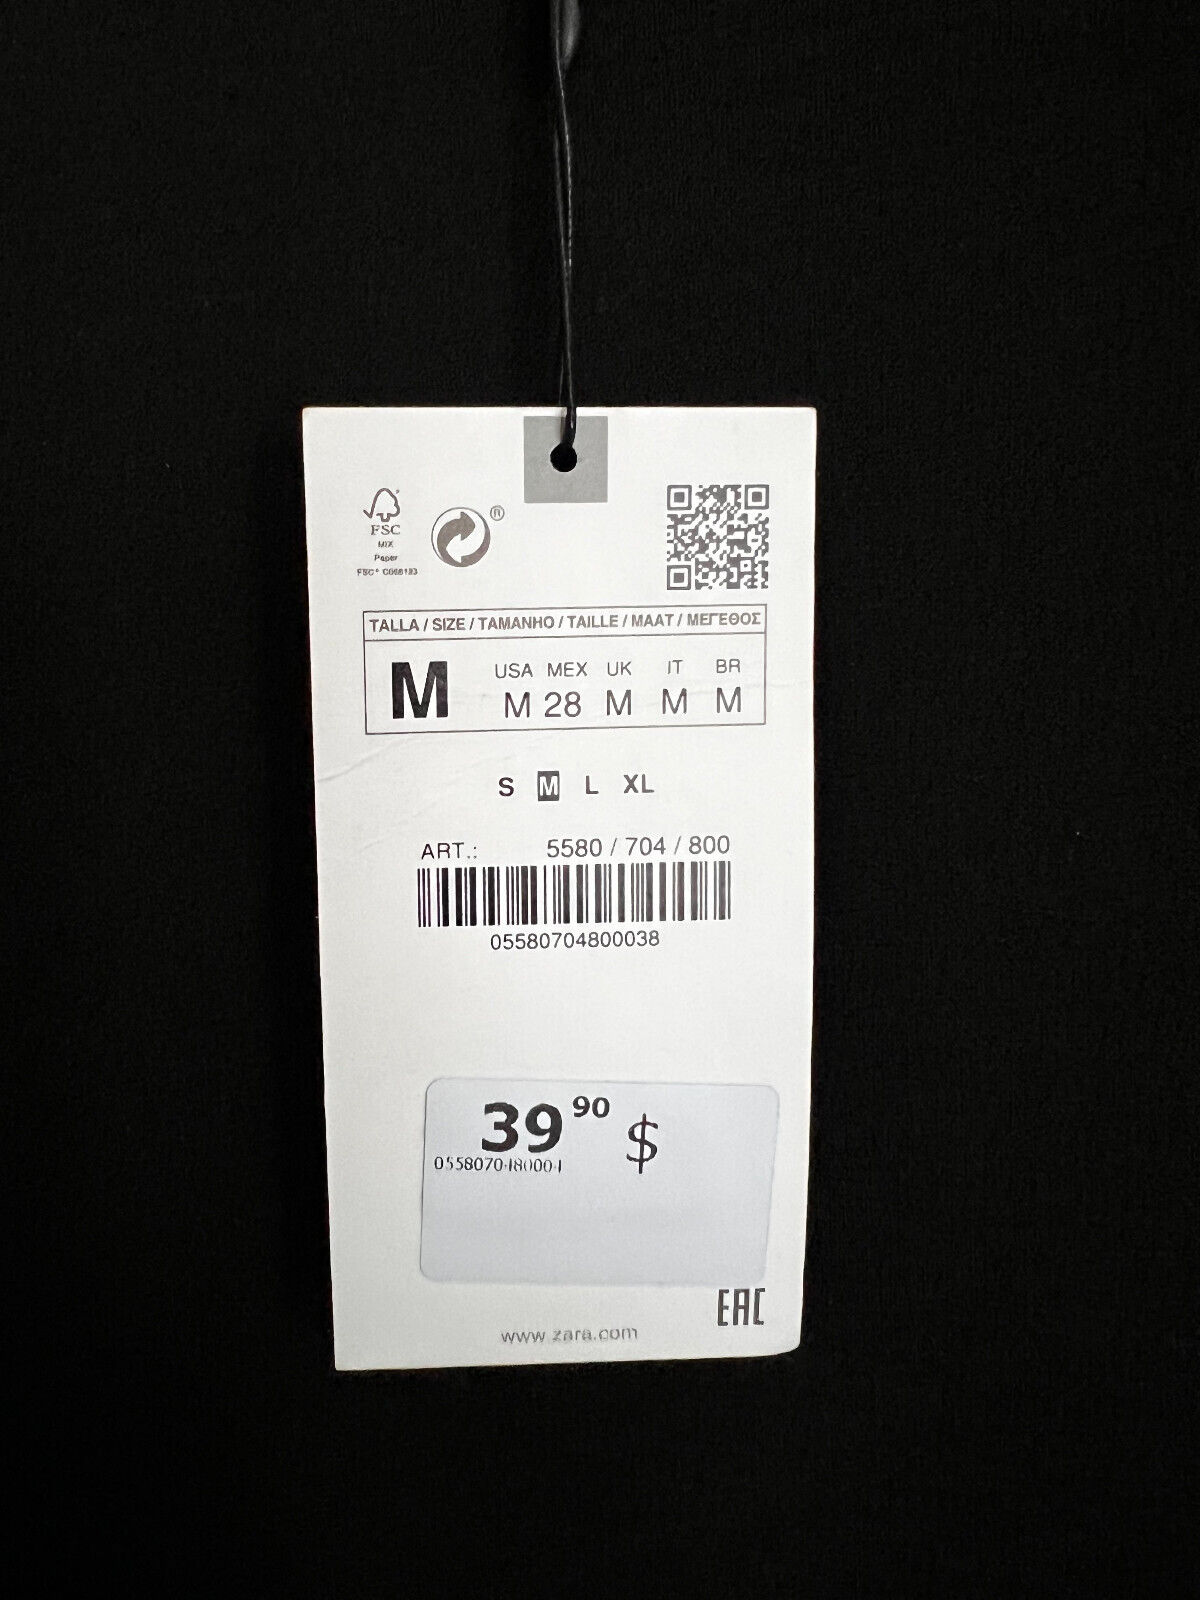 FSC
MIX
Paper
®
TALLA / SIZE / TAMANHO / TAILLE / MAAT / ΜΕΓΕΘΟΣ
M
USA MEX UK IT BR
M 28 M M M
S M L XL
ART.: 5580 / 704 / 800
05580704800038
39 90 $
0558070480004
EAC
www.zara.com